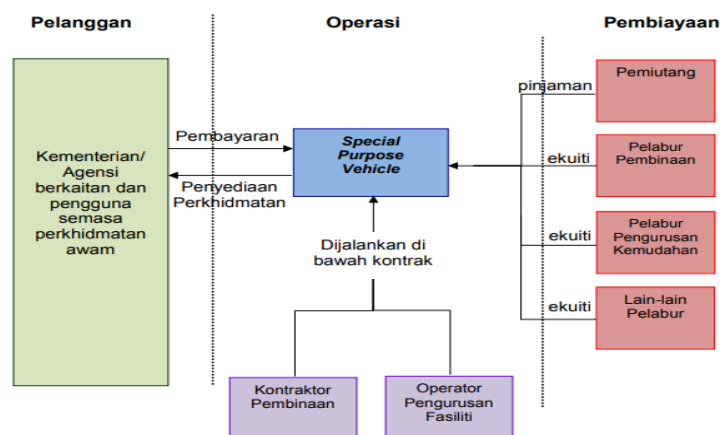 Pelanggan
Operasi
Pembiayaan
Kementerian/
Agensi
berkaitan dan
pengguna
semasa
perkhidmatan
awam
Pembayaran
Penyediaan
Perkhidmatan
Special
Purpose
Vehicle
Dijalankan di
bawah kontrak
Kontraktor
Pembinaan
Operator
Pengurusan
Fasiliti
pinjaman
Pemiutang
ekuiti
Pelabur
Pembinaan
ekuiti
Pelabur
Pengurusan
Kemudahan
ekuiti
Lain-lain
Pelabur